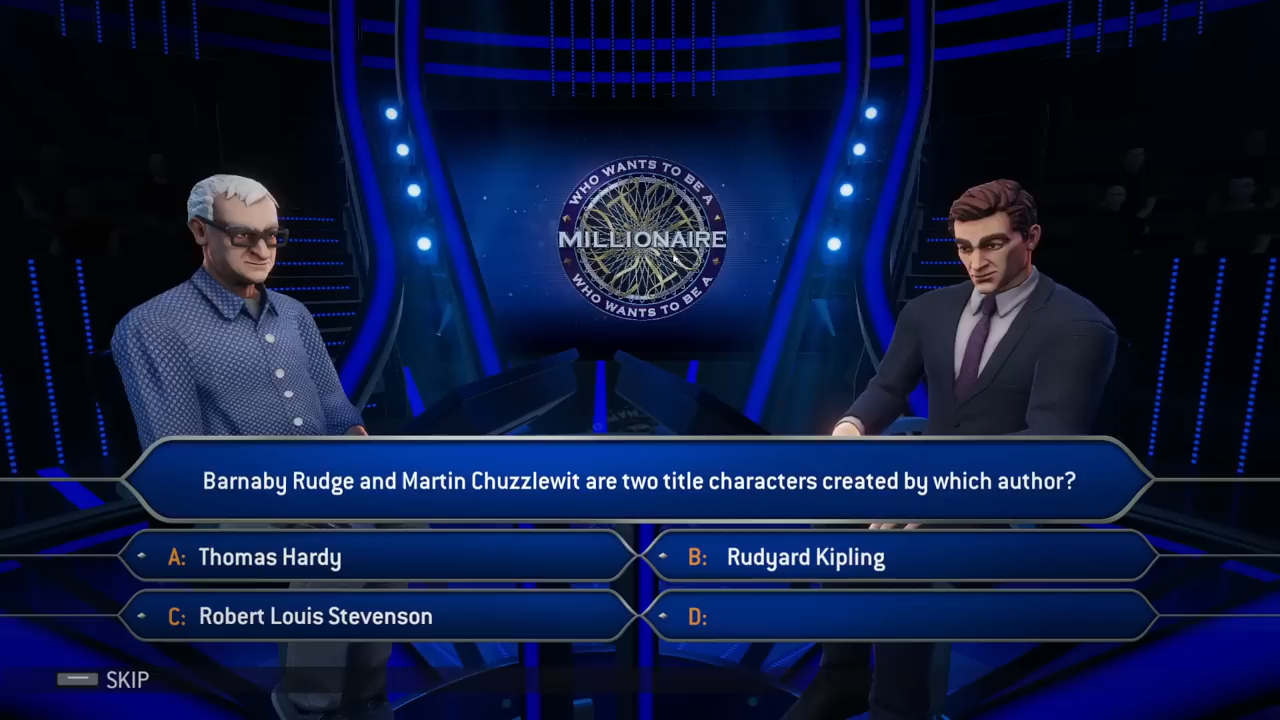 WHO WANTS TO BE A
MILLIONAIRE
WHO WANTS TO BE A
Barnaby Rudge and Martin Chuzzlewit are two title characters created by which author?
A: Thomas Hardy
B: Rudyard Kipling
C: Robert Louis Stevenson
D:
SKIP